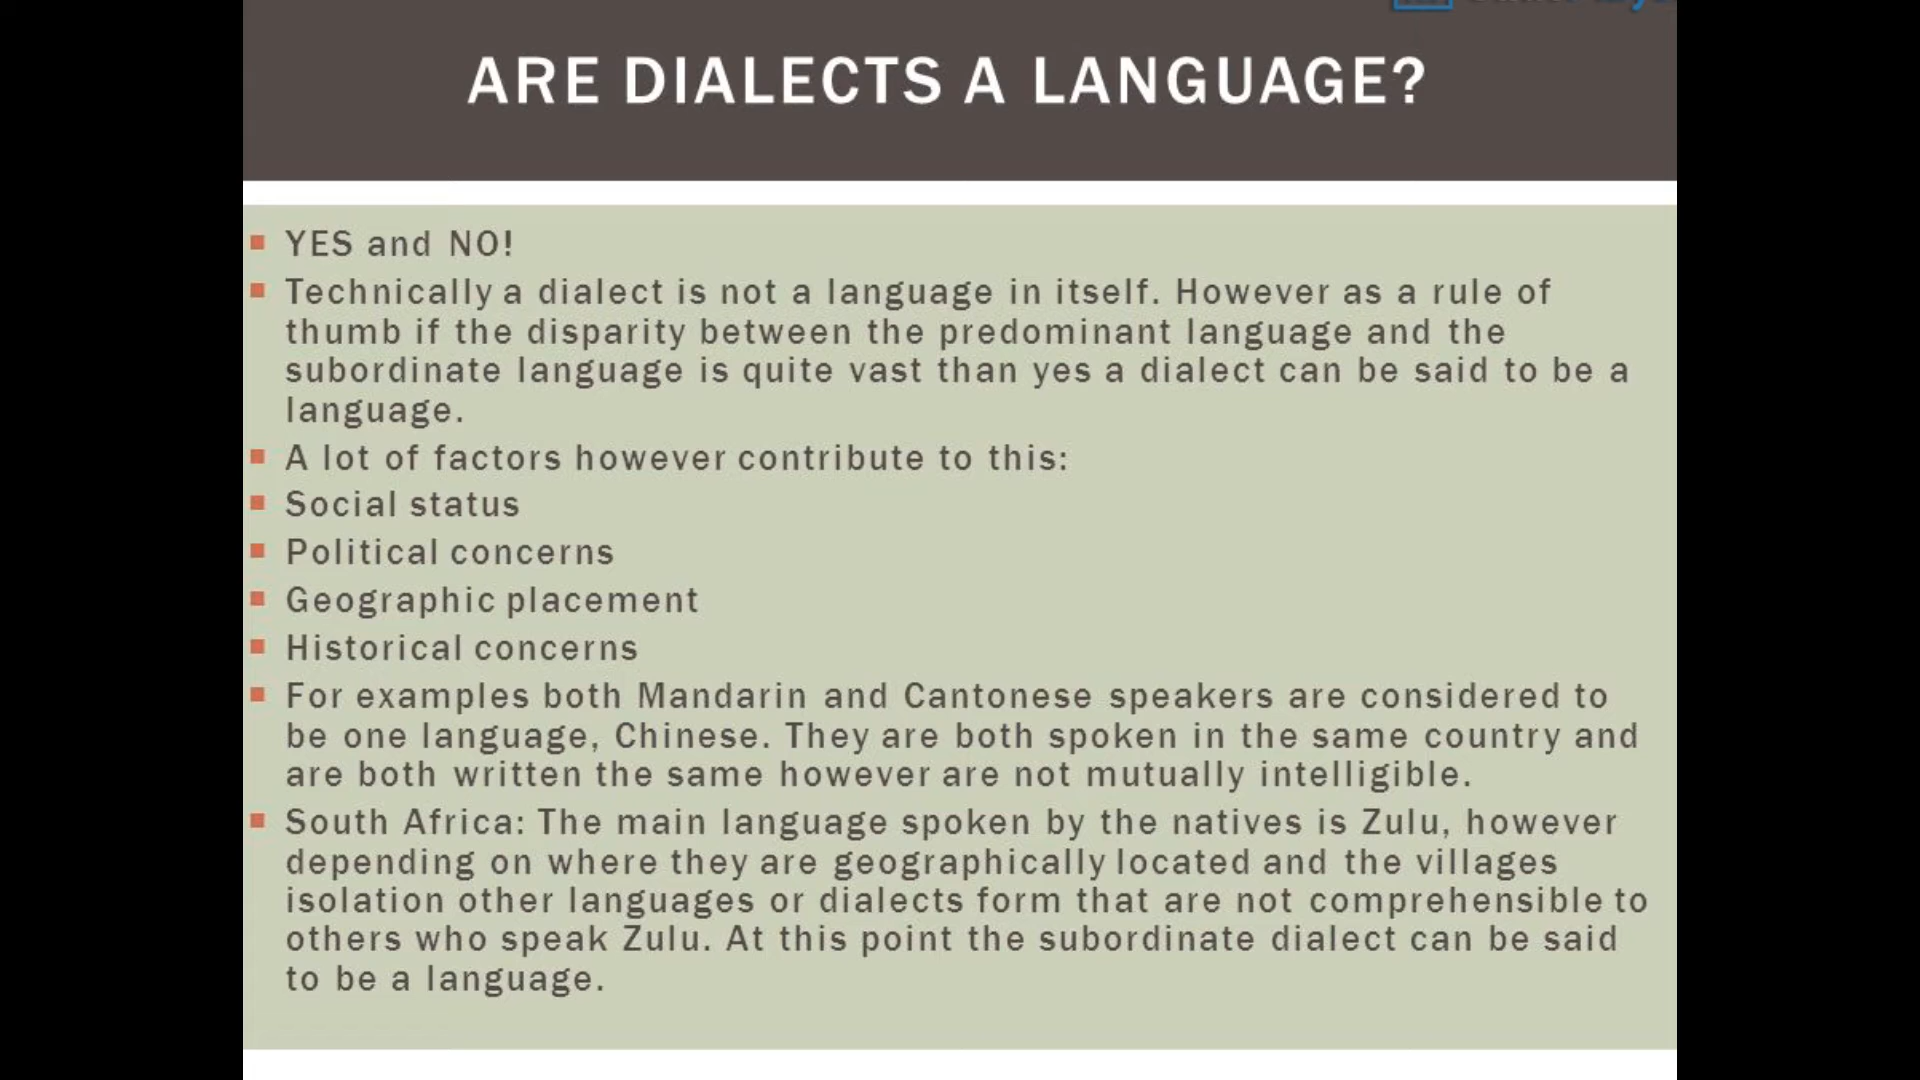 ARE DIALECTS A LANGUAGE?
YES and NO!
Technically a dialect is not a language in itself. However as a rule of
thumb if the disparity between the predominant language and the
subordinate language is quite vast than yes a dialect can be said to be a
language.
A lot of factors however contribute to this:
Social status
Political concerns
Geographic placement
Historical concerns
For examples both Mandarin and Cantonese speakers are considered to
be one language, Chinese. They are both spoken in the same country and
are both written the same however are not mutually intelligible.
South Africa: The main language spoken by the natives is Zulu, however
depending on where they are geographically located and the villages
isolation other languages or dialects form that are not comprehensible to
others who speak Zulu. At this point the subordinate dialect can be said
to be a language.